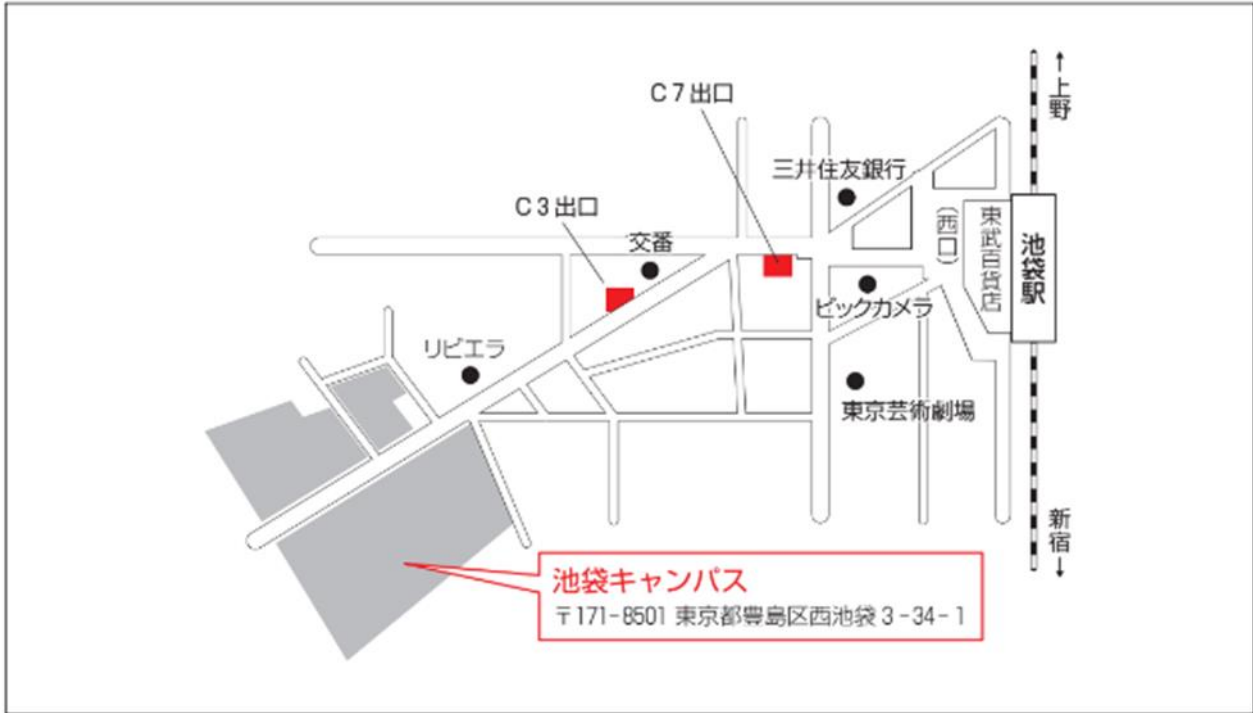 ↑上野
C7出口
三井住友銀行
C3出口
交番
(西口)
東武百貨店
池袋駅
ビックカメラ
リビエラ
東京芸術劇場
新宿↓
池袋キャンパス
〒171-8501 東京都豊島区西池袋3-34-1